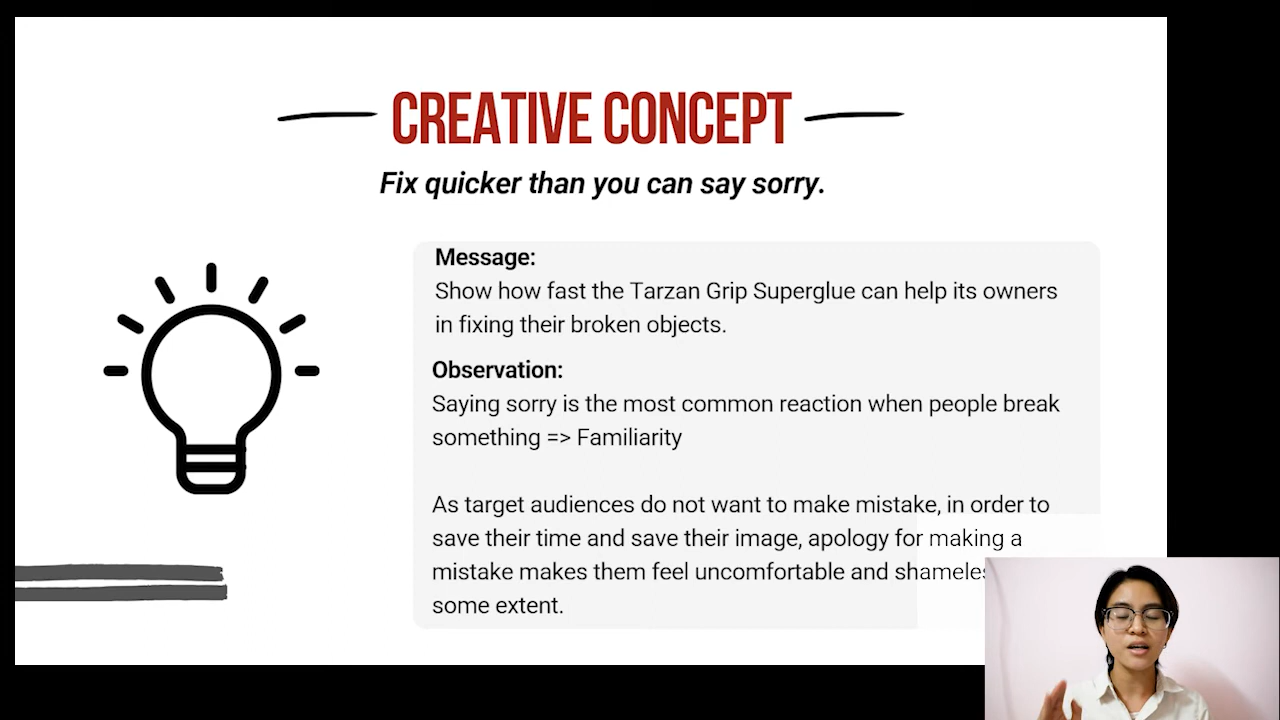 CREATIVE CONCEPT
Fix quicker than you can say sorry.
Message:
Show how fast the Tarzan Grip Superglue can help its owners
in fixing their broken objects.
Observation:
Saying sorry is the most common reaction when people break
something => Familiarity
As target audiences do not want to make mistake, in order to
save their time and save their image, apology for making a
mistake makes them feel uncomfortable and
some extent.